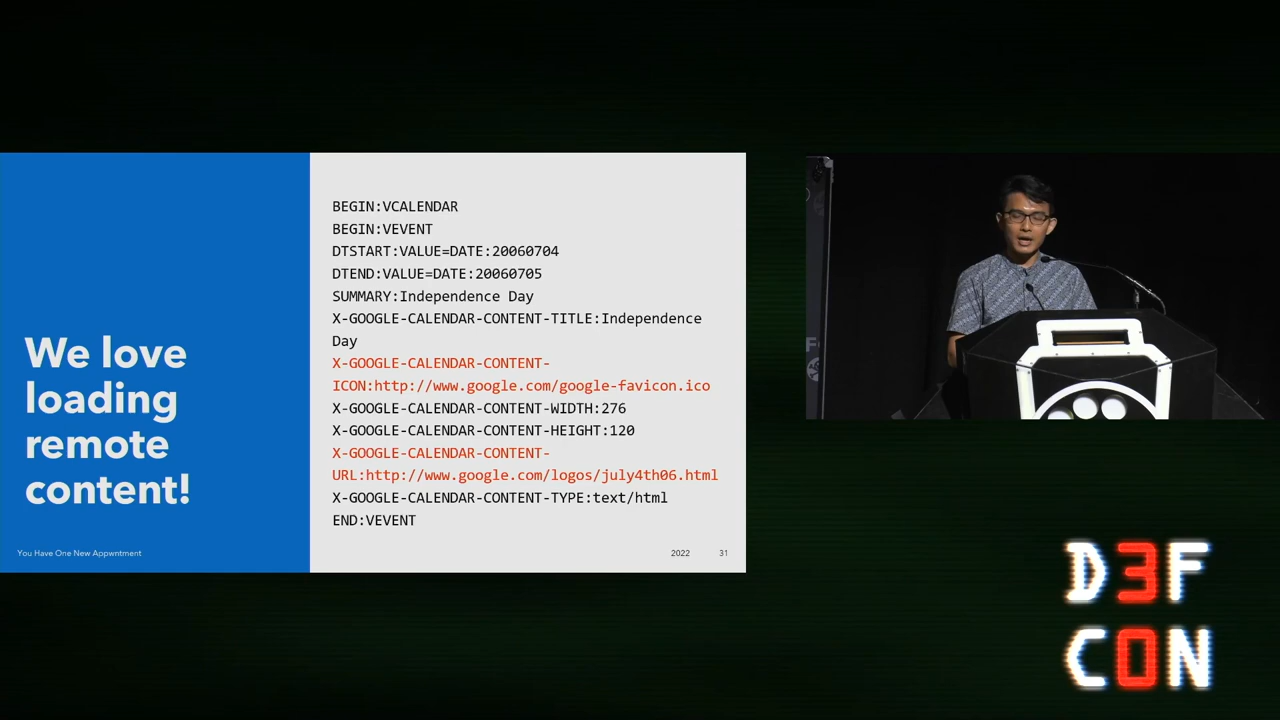 We love
loading
remote
content!
You Have One New Appwntment
BEGIN:VCALENDAR
BEGIN:VEVENT
DTSTART:VALUE=DATE:20060704
DTEND:VALUE=DATE:20060705
SUMMARY:Independence Day
X-GOOGLE-CALENDAR-CONTENT-TITLE:Independence
Day
X-GOOGLE-CALENDAR-CONTENT-
ICON:http://www.google.com/google-favicon.ico
X-GOOGLE-CALENDAR-CONTENT-WIDTH:276
X-GOOGLE-CALENDAR-CONTENT-HEIGHT:120
X-GOOGLE-CALENDAR-CONTENT-
URL:http://www.google.com/logos/july4th06.html
X-GOOGLE-CALENDAR-CONTENT-TYPE:text/html
END:VEVENT
2022 31
D3F
C0N